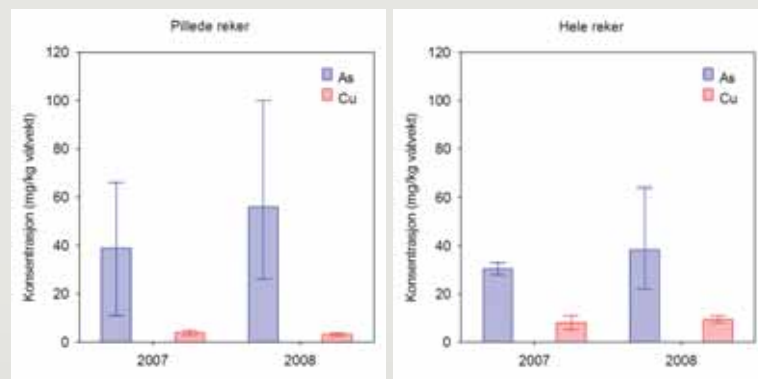 Pillede reker
Konsentrasjon (mg/kg våtvekt)
120
100
80
60
40
20
0
As
Cu
2007
2008
Hele reker
Konsentrasjon (mg/kg våtvekt)
120
100
80
60
40
20
0
As
Cu
2007
2008